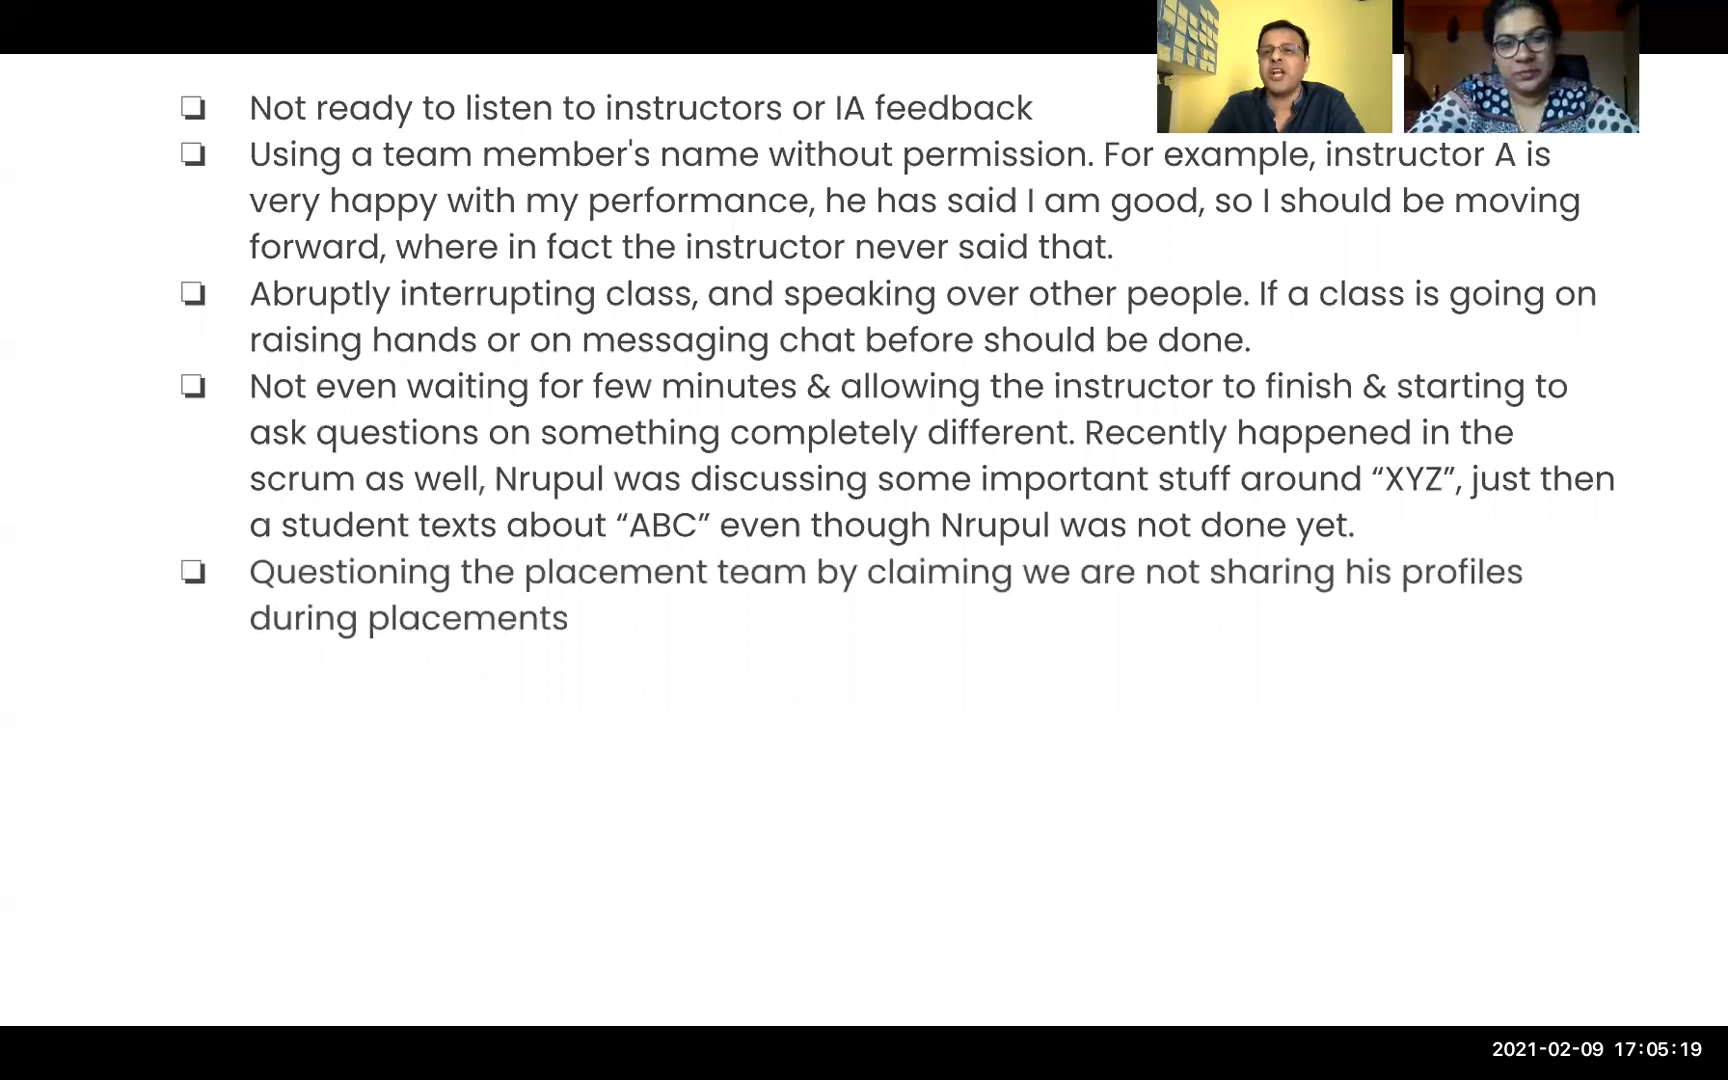 Not ready to listen to instructors or IA feedback
Using a team member's name without permission. For example, instructor A is
very happy with my performance, he has said I am good, so I should be moving
forward, where in fact the instructor never said that.
Abruptly interrupting class, and speaking over other people. If a class is going on
raising hands or on messaging chat before should be done.
Not even waiting for few minutes & allowing the instructor to finish & starting to
ask questions on something completely different. Recently happened in the
scrum as well, Nrupul was discussing some important stuff around “XYZ”, just then
a student texts about “ABC” even though Nrupul was not done yet.
Questioning the placement team by claiming we are not sharing his profiles
during placements
2021-02-09 17:05:19